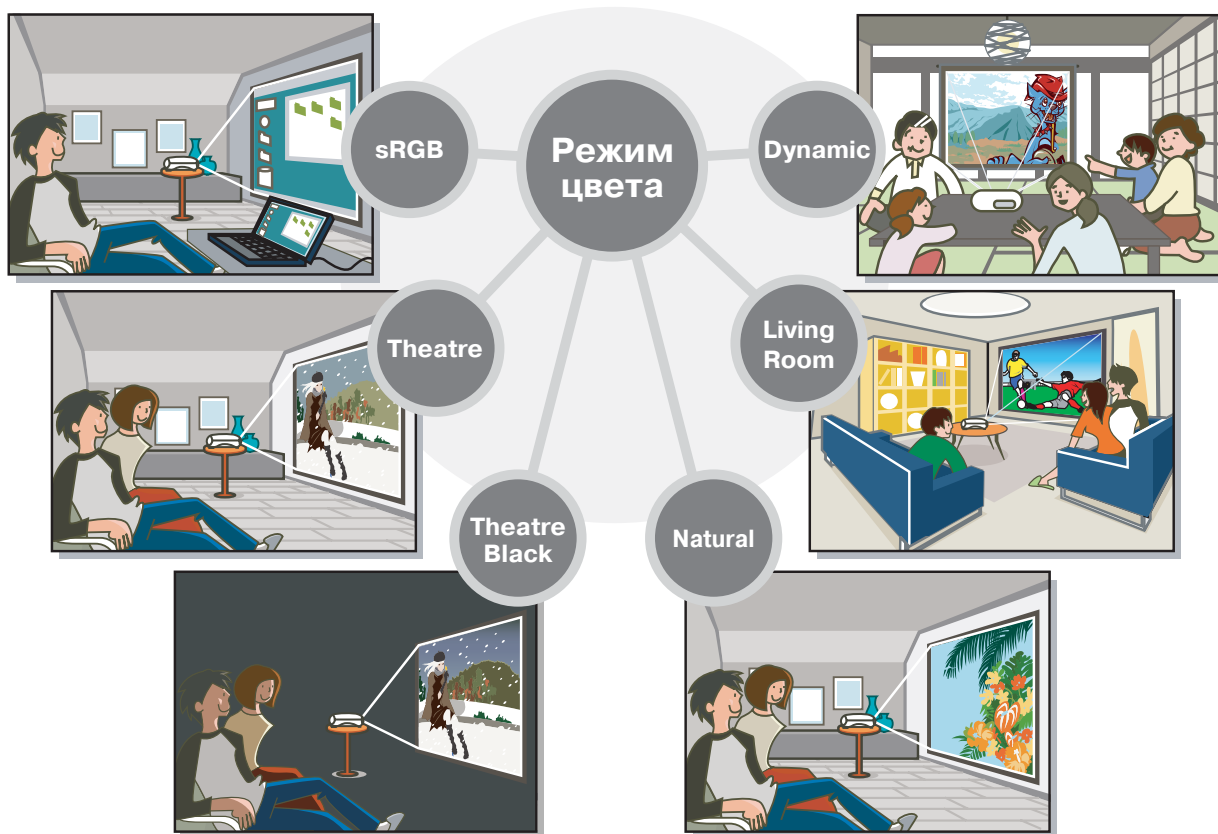 sRGB
Режим
цвета
Dynamic
Theatre
Living
Room
Theatre
Black
Natural